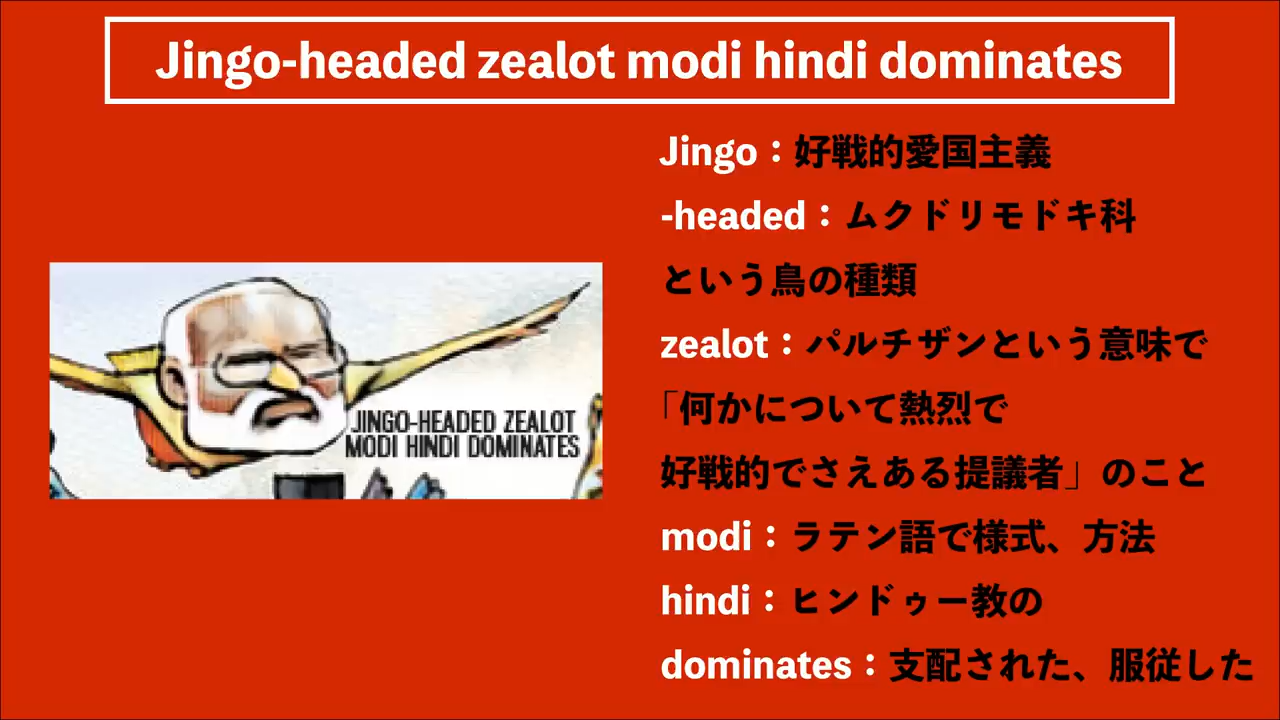 Jingo-headed zealot modi hindi dominates
JINGO-HEADED ZEALOT
MODI HINDI DOMINATES
Jingo：好戦的愛国主義
-headed：ムクドリモドキ科
という鳥の種類
zealot：パルチザンという意味で
「何かについて熱烈で
好戦的でさえある提議者」のこと
modi：ラテン語で様式、方法
hindi：ヒンドゥー教の
dominates：支配された、服従した